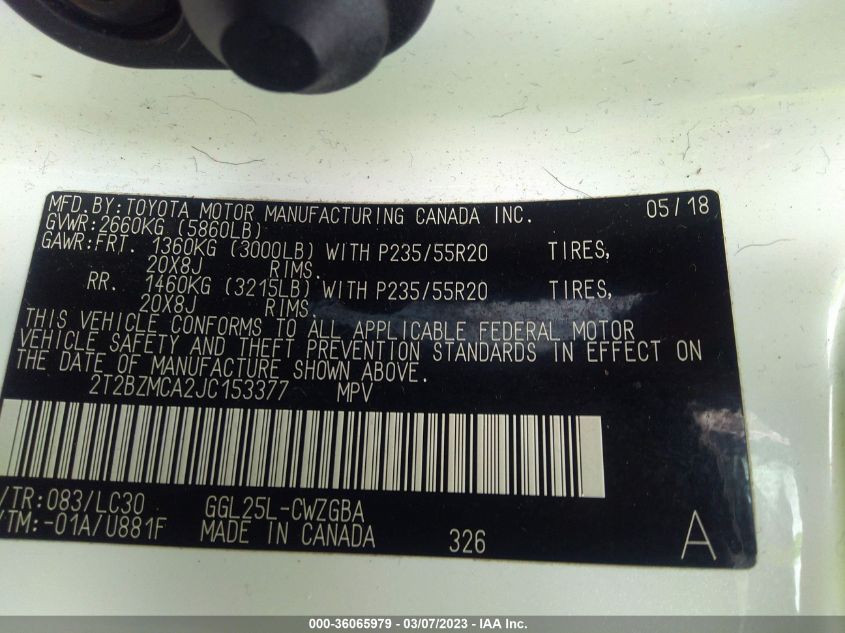 MFD. BY: TOYOTA MOTOR MANUFACTURING CANADA INC. 05/18
GVWR: 2660KG (5860LB)
GAWR: FRT. 1360KG (3000LB) WITH P235/55R20 TIRES,
20X8J RIMS.
RR. 1460KG (3215LB) WITH P235/55R20 TIRES,
20X8J RIMS.
THIS VEHICLE CONFORMS TO ALL APPLICABLE FEDERAL MOTOR
VEHICLE SAFETY AND THEFT PREVENTION STANDARDS IN EFFECT ON
THE DATE OF MANUFACTURE SHOWN ABOVE.
2T2BZMCA2JC153377 MPV
/TR: 083/LC30 GGL25L-CWZGBA
/TM: -01A/U881F MADE IN CANADA 326 A
000-36065979 - 03/07/2023 - IAA Inc.